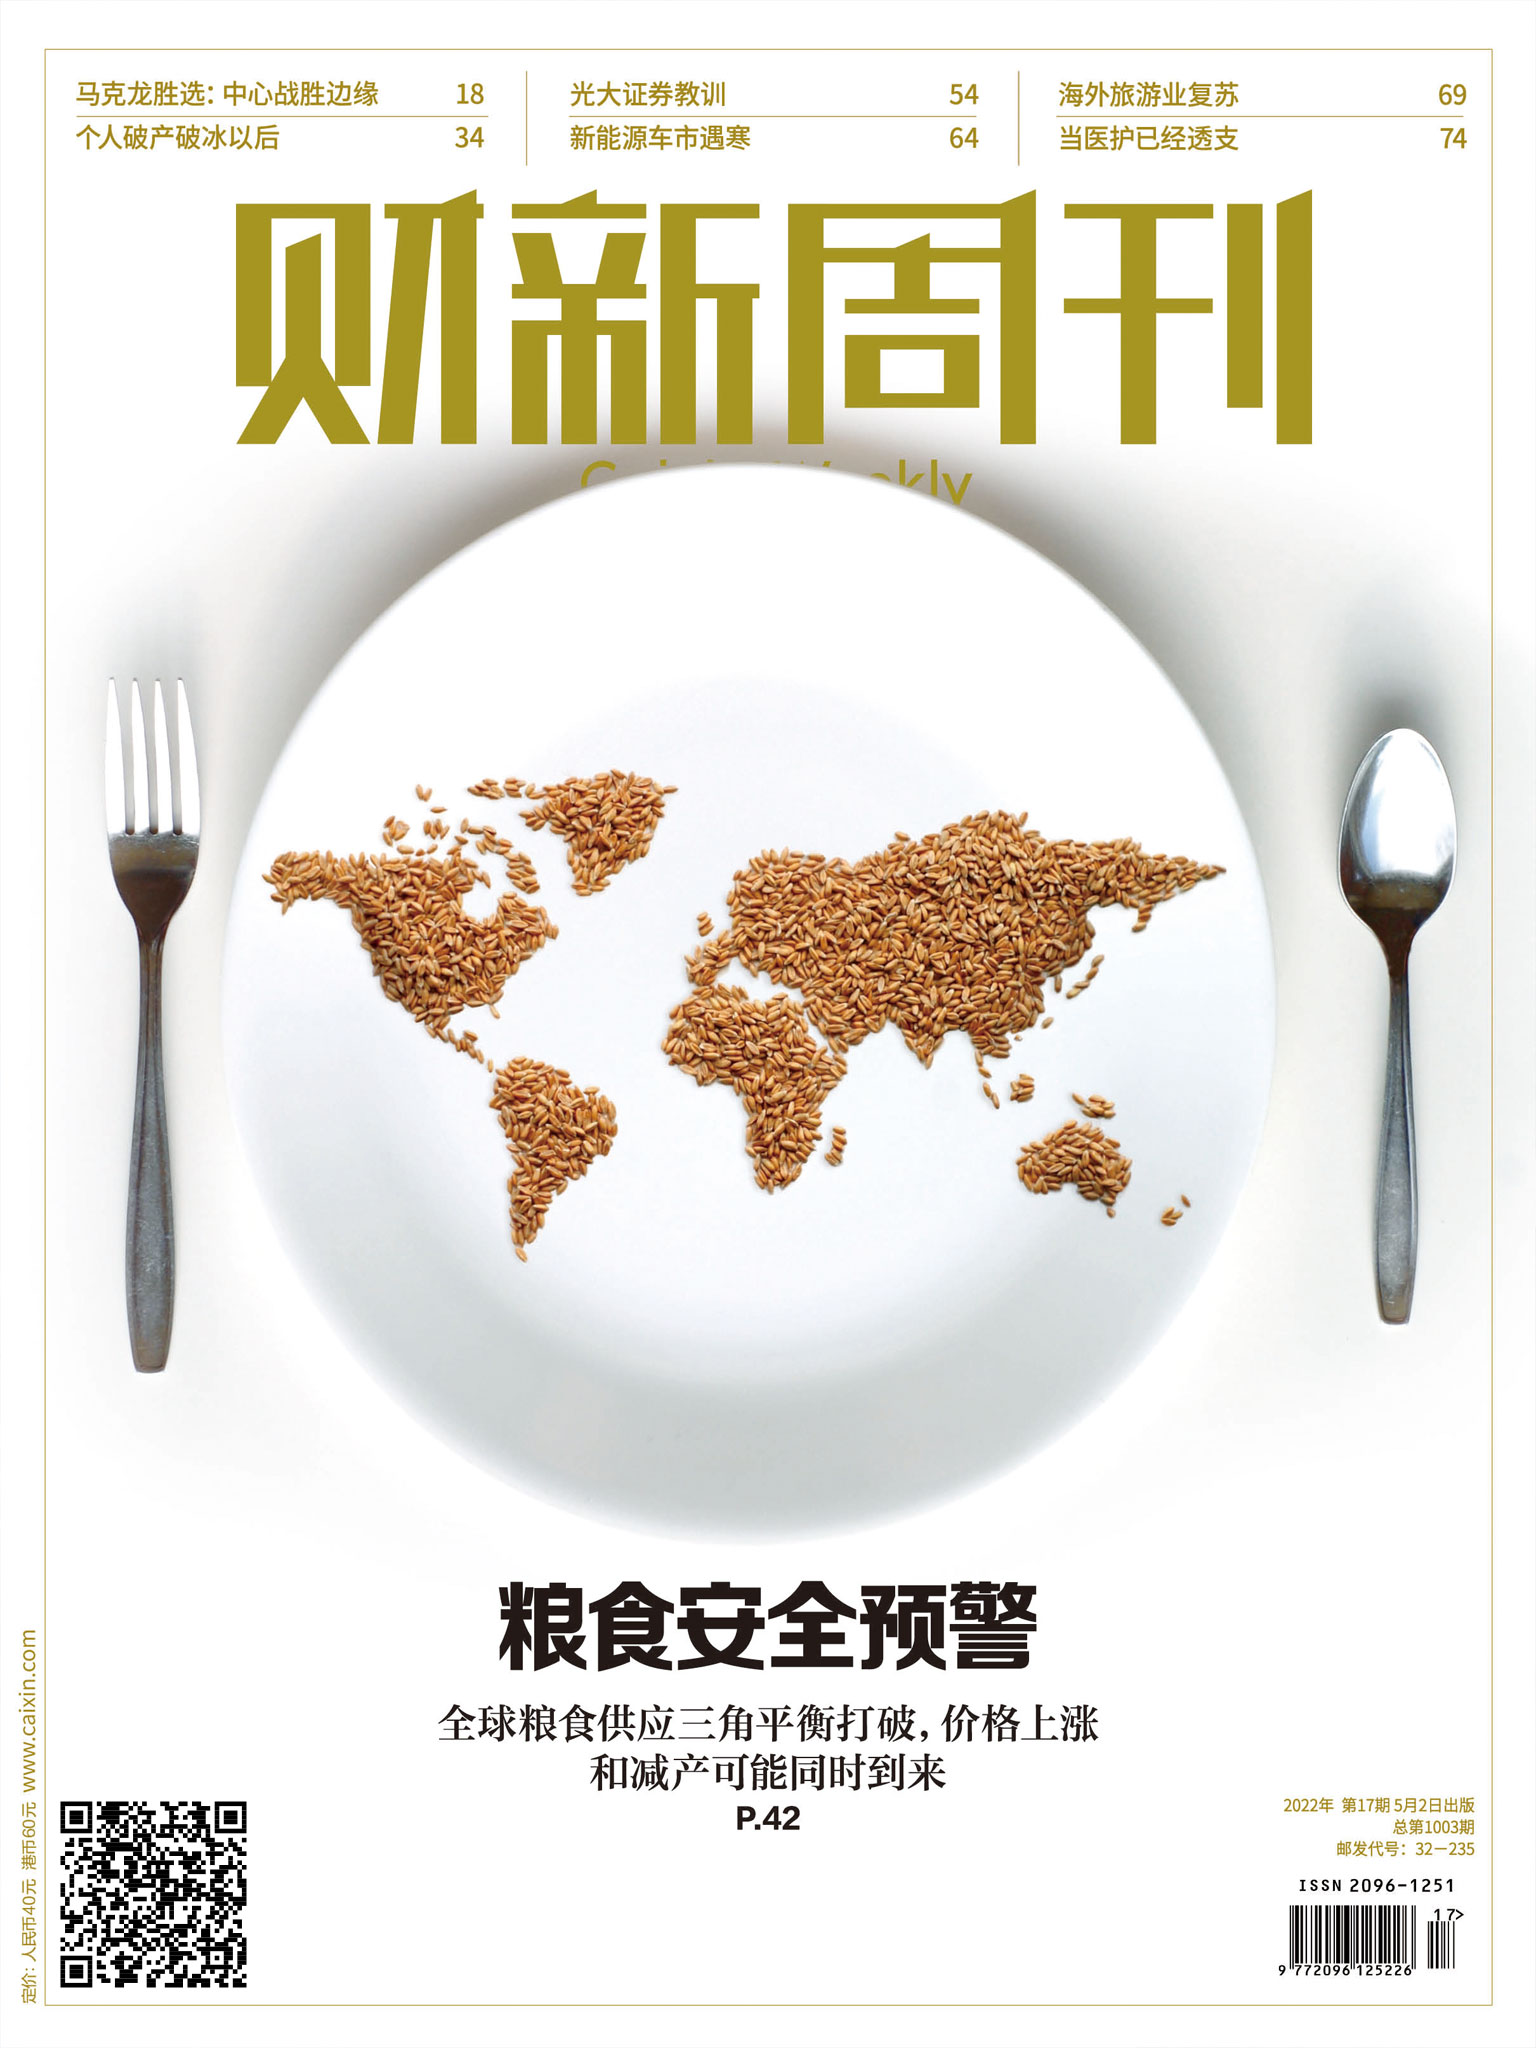 马克龙胜选：中心战胜边缘 18
个人破产破冰以后 34
光大证券教训 54
新能源车市遇寒 64
海外旅游业复苏 69
当医护已经透支 74
财新周刊
粮食安全预警
全球粮食供应三角平衡打破，价格上涨
和减产可能同时到来
P.42
定价：人民币40元 港币60元 www.caixin.com
2022年 第17期 5月2日出版
总第1003期
邮发代号：32－235
ISSN 2096-1251
17>
9 772096 125226